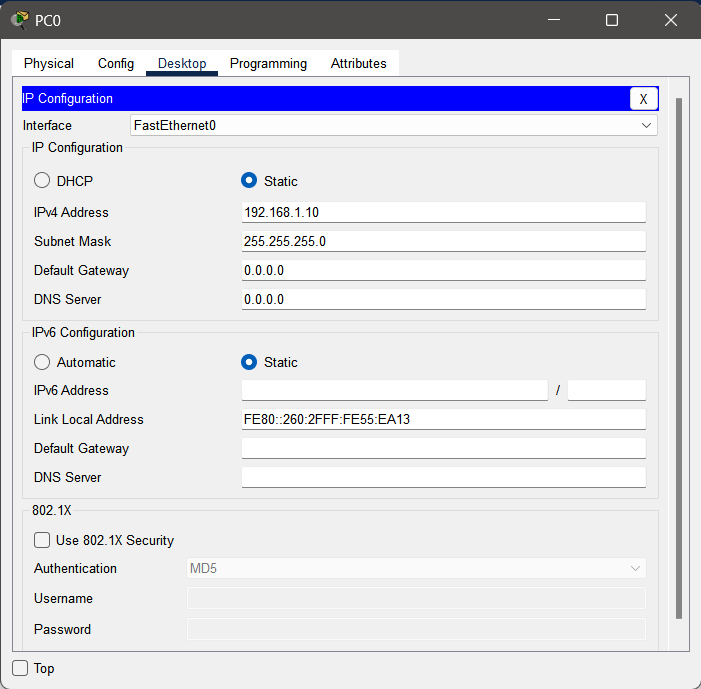 PC0
Physical Config Desktop Programming Attributes
IP Configuration X
Interface FastEthernet0
IP Configuration
DHCP Static
IPv4 Address 192.168.1.10
Subnet Mask 255.255.255.0
Default Gateway 0.0.0.0
DNS Server 0.0.0.0
IPv6 Configuration
Automatic Static
IPv6 Address /
Link Local Address FE80::260:2FFF:FE55:EA13
Default Gateway
DNS Server
802.1X
Use 802.1X Security
Authentication MD5
Username
Password
Top